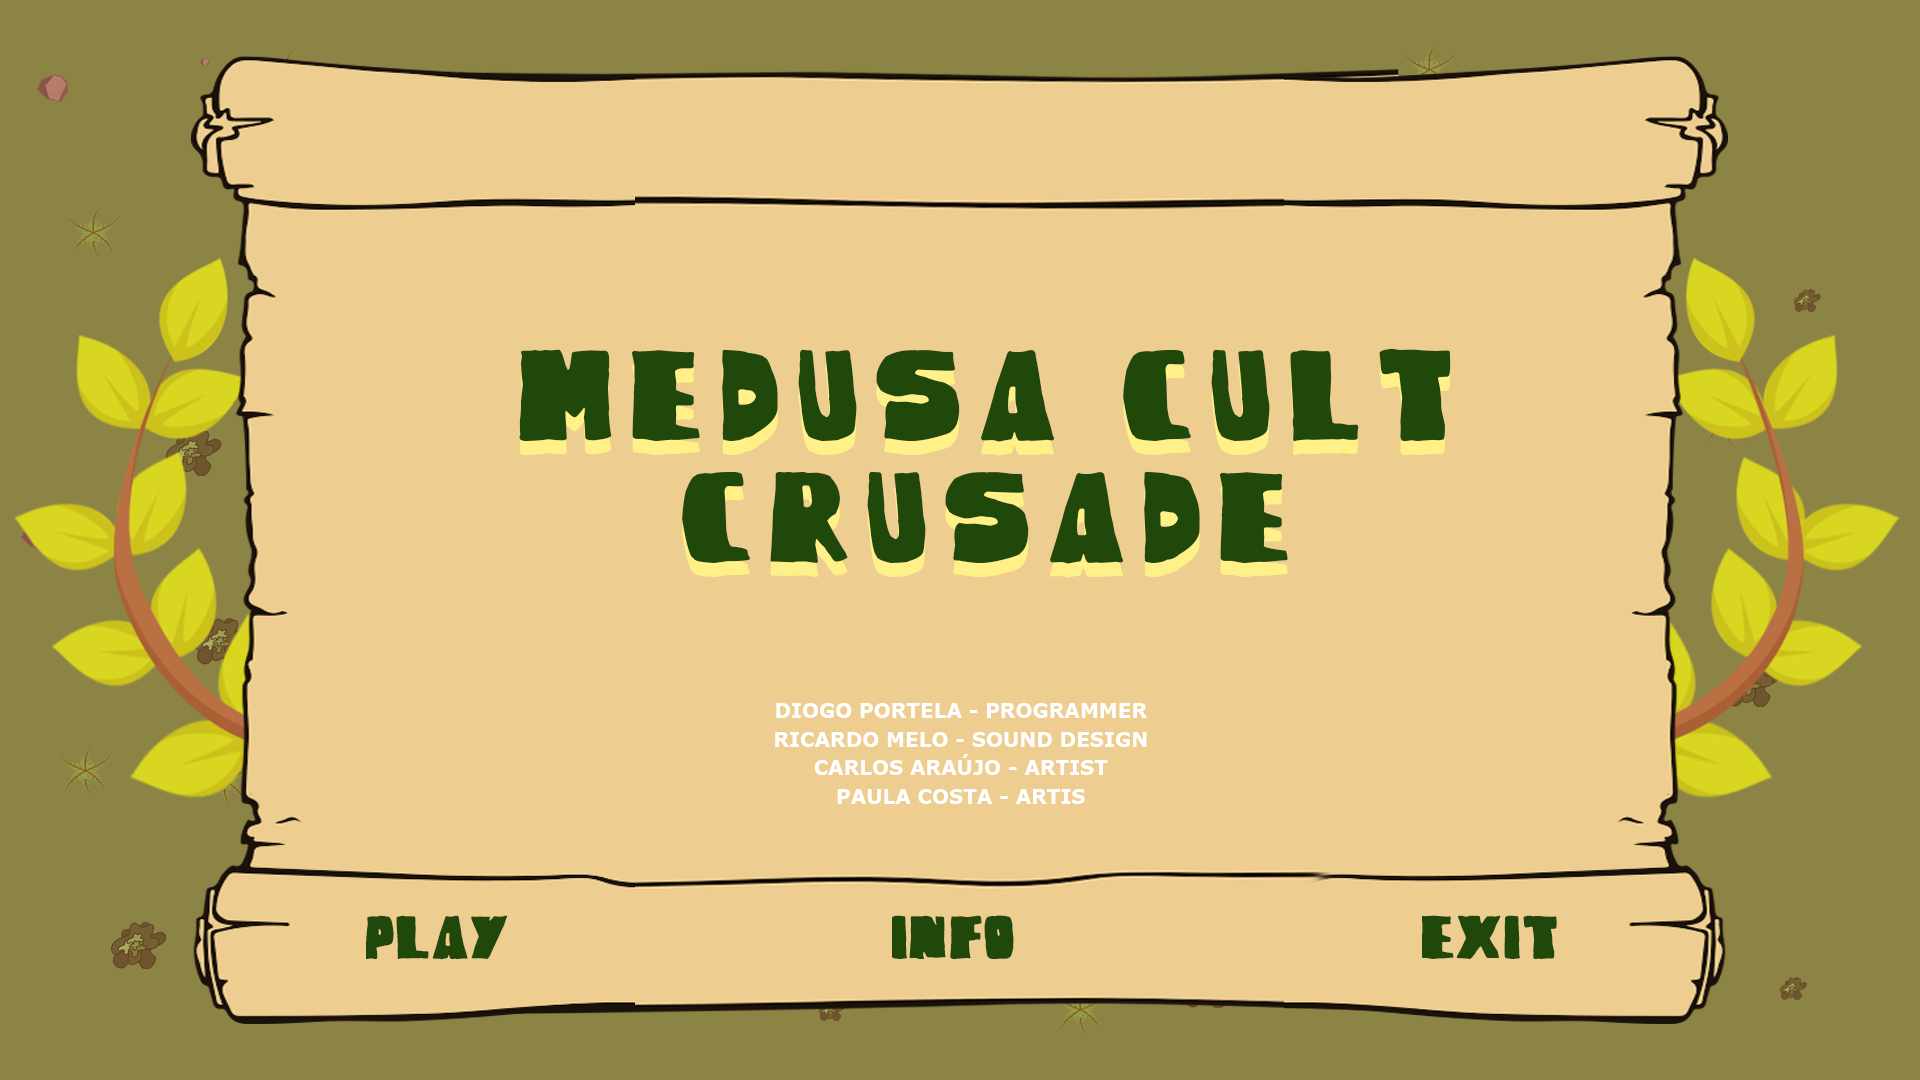 MEDUSA CULT
CRUSADE
DIOGO PORTELA - PROGRAMMER
RICARDO MELO - SOUND DESIGN
CARLOS ARAÚJO - ARTIST
PAULA COSTA - ARTIS
PLAY INFO EXIT